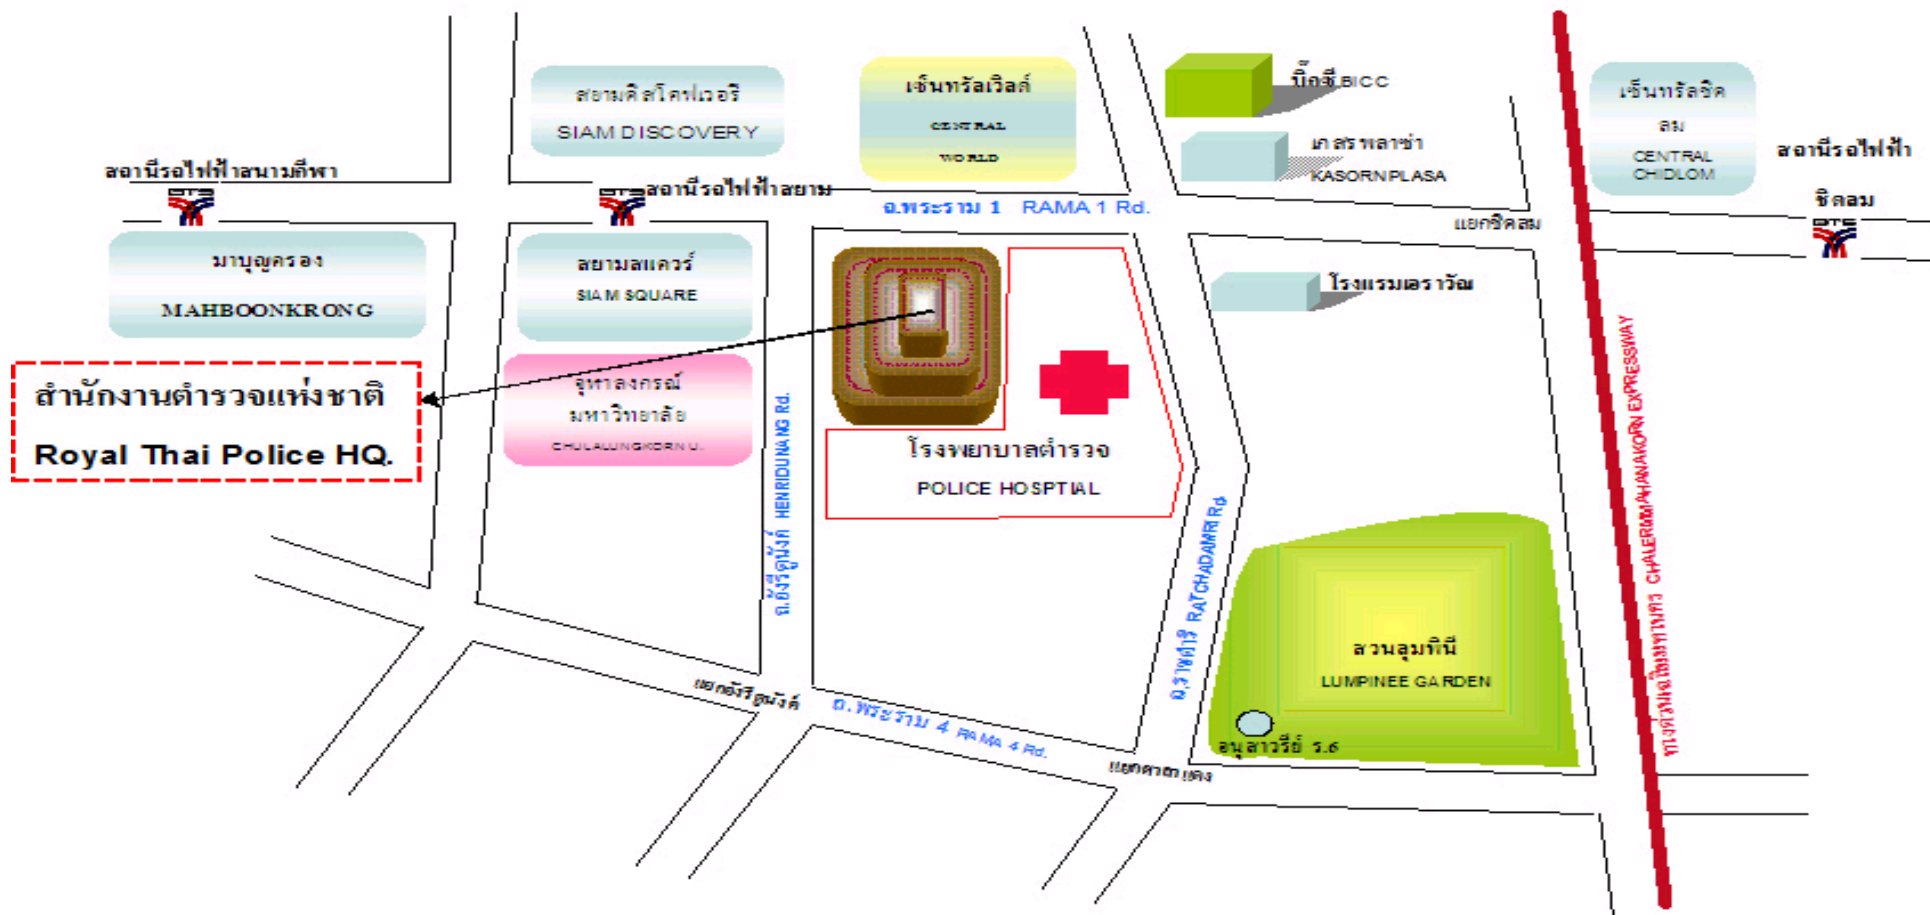 สยามดิสโคฟเวอรี
SIAM DISCOVERY
เซ็นทรัลเวิลด์
CENTRAL
WORLD
บิ๊กซี BICC
เกสรพลาซ่า
KASORN PLASA
เซ็นทรัลชิด
ลม
CENTRAL
CHIDLOM
สถานีรถไฟฟ้า
ชิดลม
BTS
สถานีรถไฟฟ้าสนามกีฬา
BTS
สถานีรถไฟฟ้าสยาม
BTS
ถ.พระราม 1 RAMA 1 Rd.
แยกชิดลม
มาบุญครอง
MAHBOONKRONG
สยามสแควร์
SIAM SQUARE
โรงแรมเอราวัณ
สำนักงานตำรวจแห่งชาติ
Royal Thai Police HQ.
จุฬาลงกรณ์
มหาวิทยาลัย
CHULALUNGKORN U.
ถ.อังรีดูนังต์ HENRIDUNANG Rd.
โรงพยาบาลตำรวจ
POLICE HOSPTIAL
ถ.ราชดำริ RATCHADAMRI Rd.
สวนลุมพินี
LUMPINEE GARDEN
อนุสาวรีย์ ร.6
แยกอังรีดูนังต์
ถ.พระราม 4 RAMA 4 Rd.
แยกศาลาแดง
ทางด่วนเฉลิมมหานคร CHALERMMAHANAKORN EXPRESSWAY